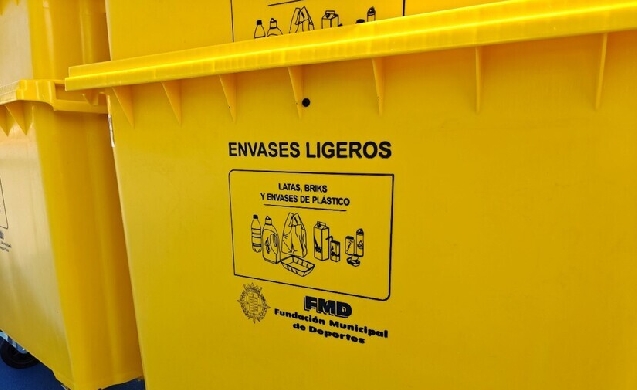 ENVASES LIGEROS
LATAS, BRIKS
Y ENVASES DE PLÁSTICO
FMD
Fundación Municipal
de Deportes